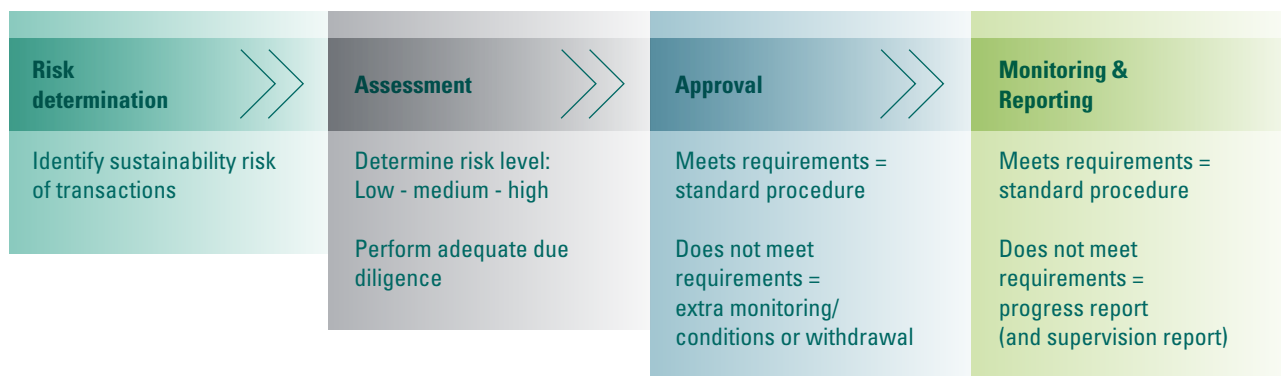 Risk
determination
Identify sustainability risk
of transactions
Assessment
Determine risk level:
Low - medium - high
Perform adequate due
diligence
Approval
Meets requirements =
standard procedure
Does not meet
requirements =
extra monitoring/
conditions or withdrawal
Monitoring &
Reporting
Meets requirements =
standard procedure
Does not meet
requirements =
progress report
(and supervision report)